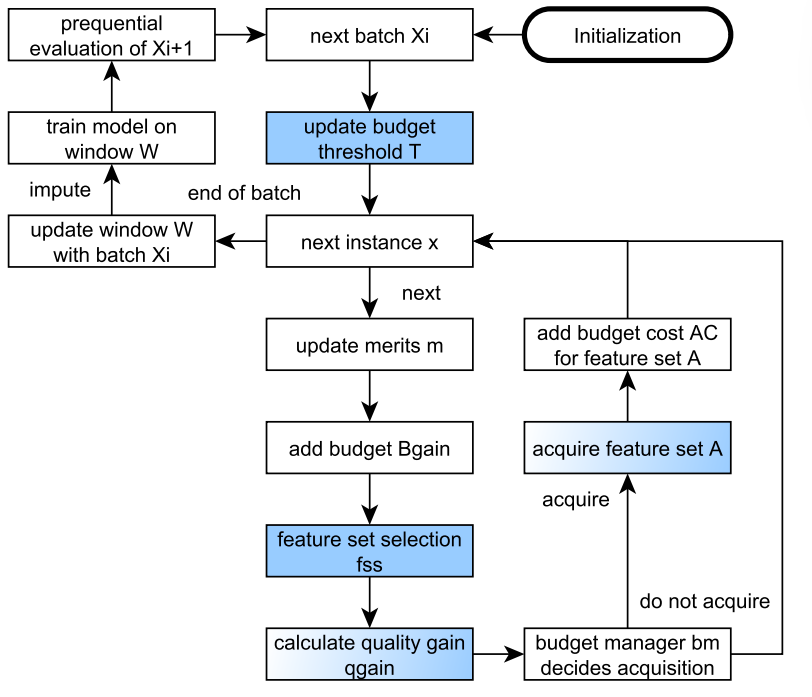 prequential
evaluation of Xi+1
next batch Xi
Initialization
train model on
window W
update budget
threshold T
impute
end of batch
update window W
with batch Xi
next instance x
next
update merits m
add budget cost AC
for feature set A
add budget Bgain
acquire feature set A
acquire
feature set selection
fss
do not acquire
calculate quality gain
qgain
budget manager bm
decides acquisition